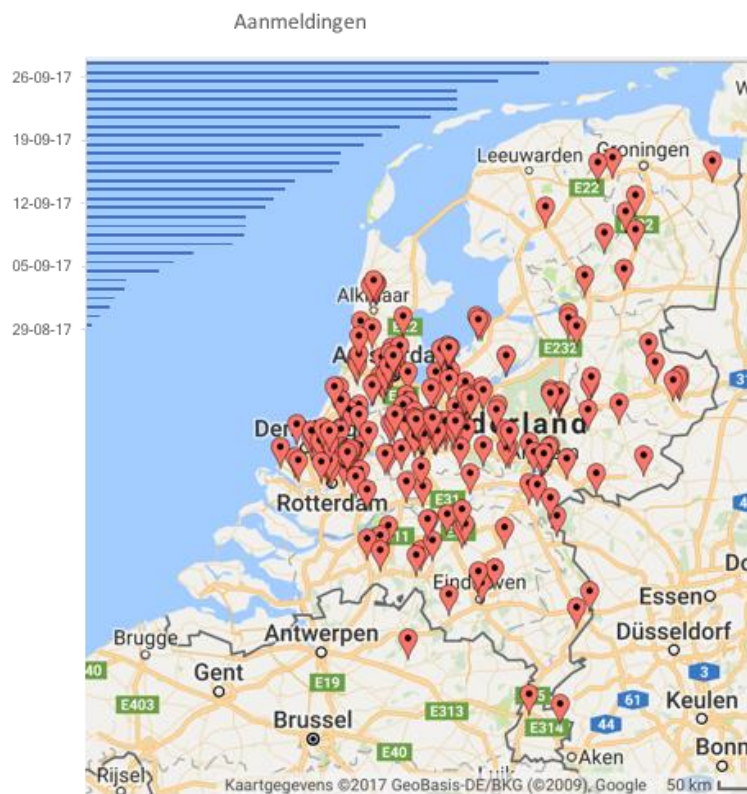 Aanmeldingen
26-09-17
19-09-17
12-09-17
05-09-17
29-08-17
Leeuwarden
Groningen
E22
Alkmaar
E232
Rotterdam
E31
Eindhoven
Essen
Düsseldorf
Brugge
Antwerpen
Gent
E19
3
40
E403
E313
61
Keulen
Brussel
E314
44
E40
Aken
Bonn
Rijsel
Kaartgegevens ©2017 GeoBasis-DE/BKG (©2009), Google
50 km